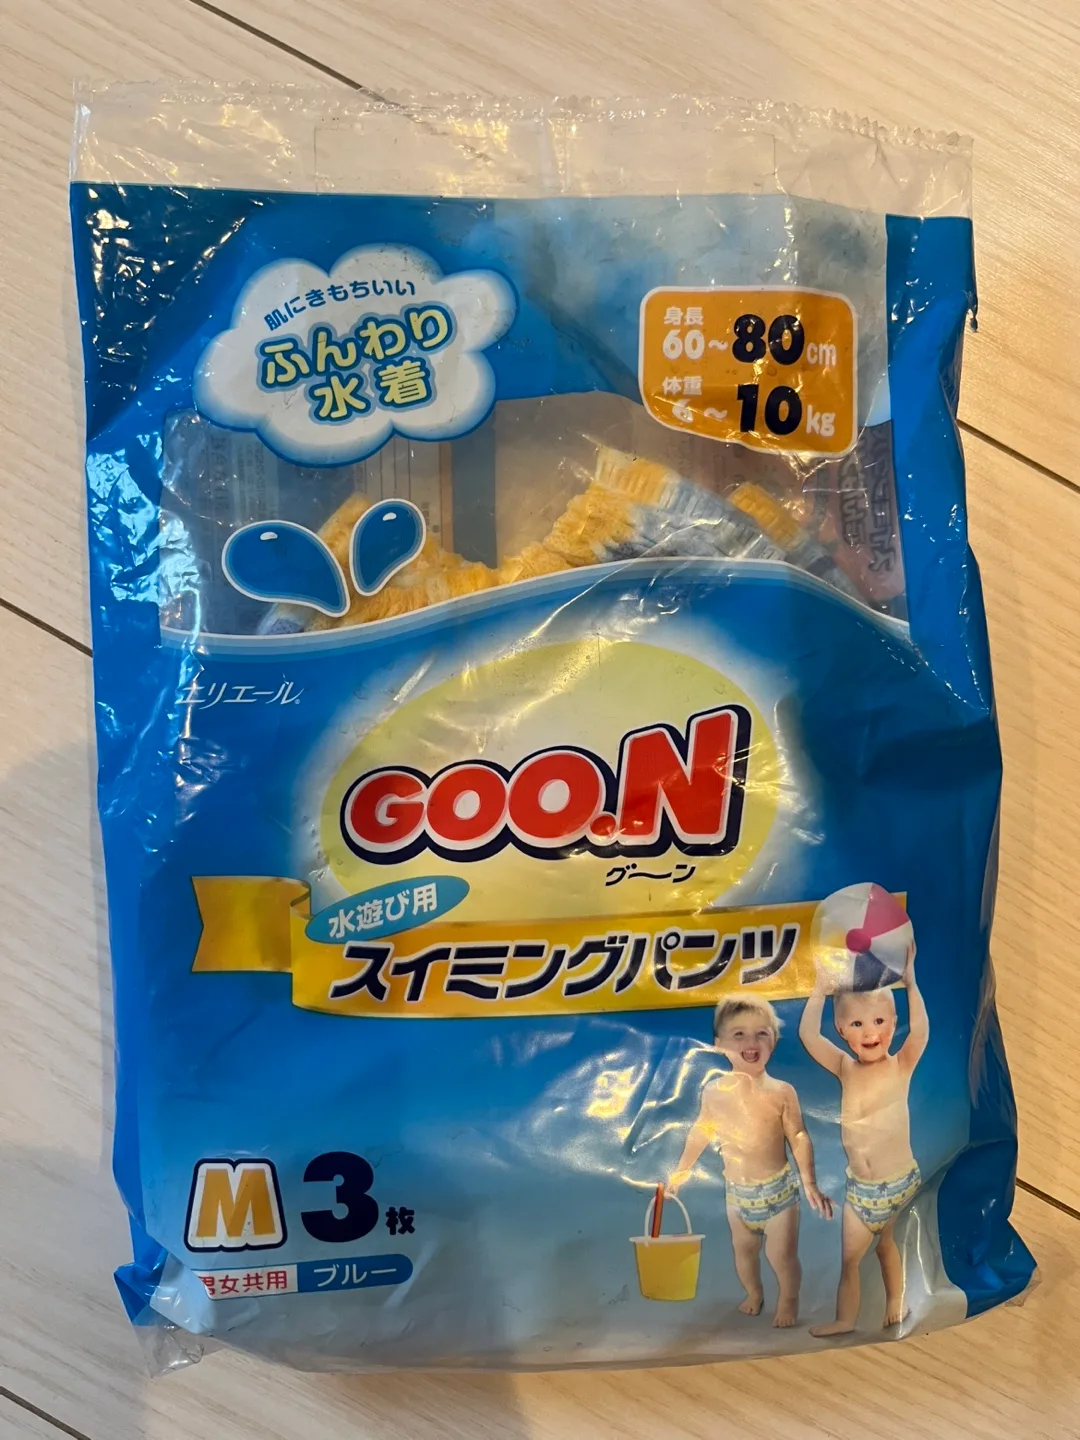 肌にきもちいい
ふんわり
水着
身長
60~80cm
体重
6~10kg
エリエール
GOO.N
グ〜ン
水遊び用
スイミングパンツ
M 3枚
男女共用 ブルー